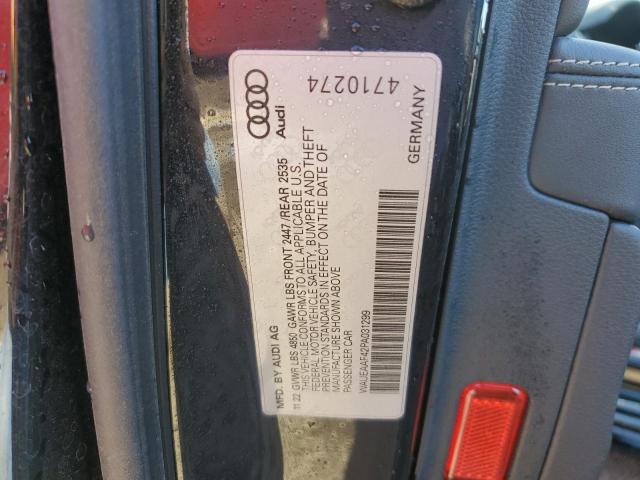 Audi
4710274
MFD. BY AUDI AG
GERMANY
11 22 GVWR LBS 4850 GAWR LBS FRONT 2447 /REAR 2535
THIS VEHICLE CONFORMS TO ALL APPLICABLE U.S.
FEDERAL MOTOR VEHICLE SAFETY, BUMPER AND THEFT
PREVENTION STANDARDS IN EFFECT ON THE DATE OF
MANUFACTURE SHOWN ABOVE
PASSENGER CAR
WAUEAAF42PA031299